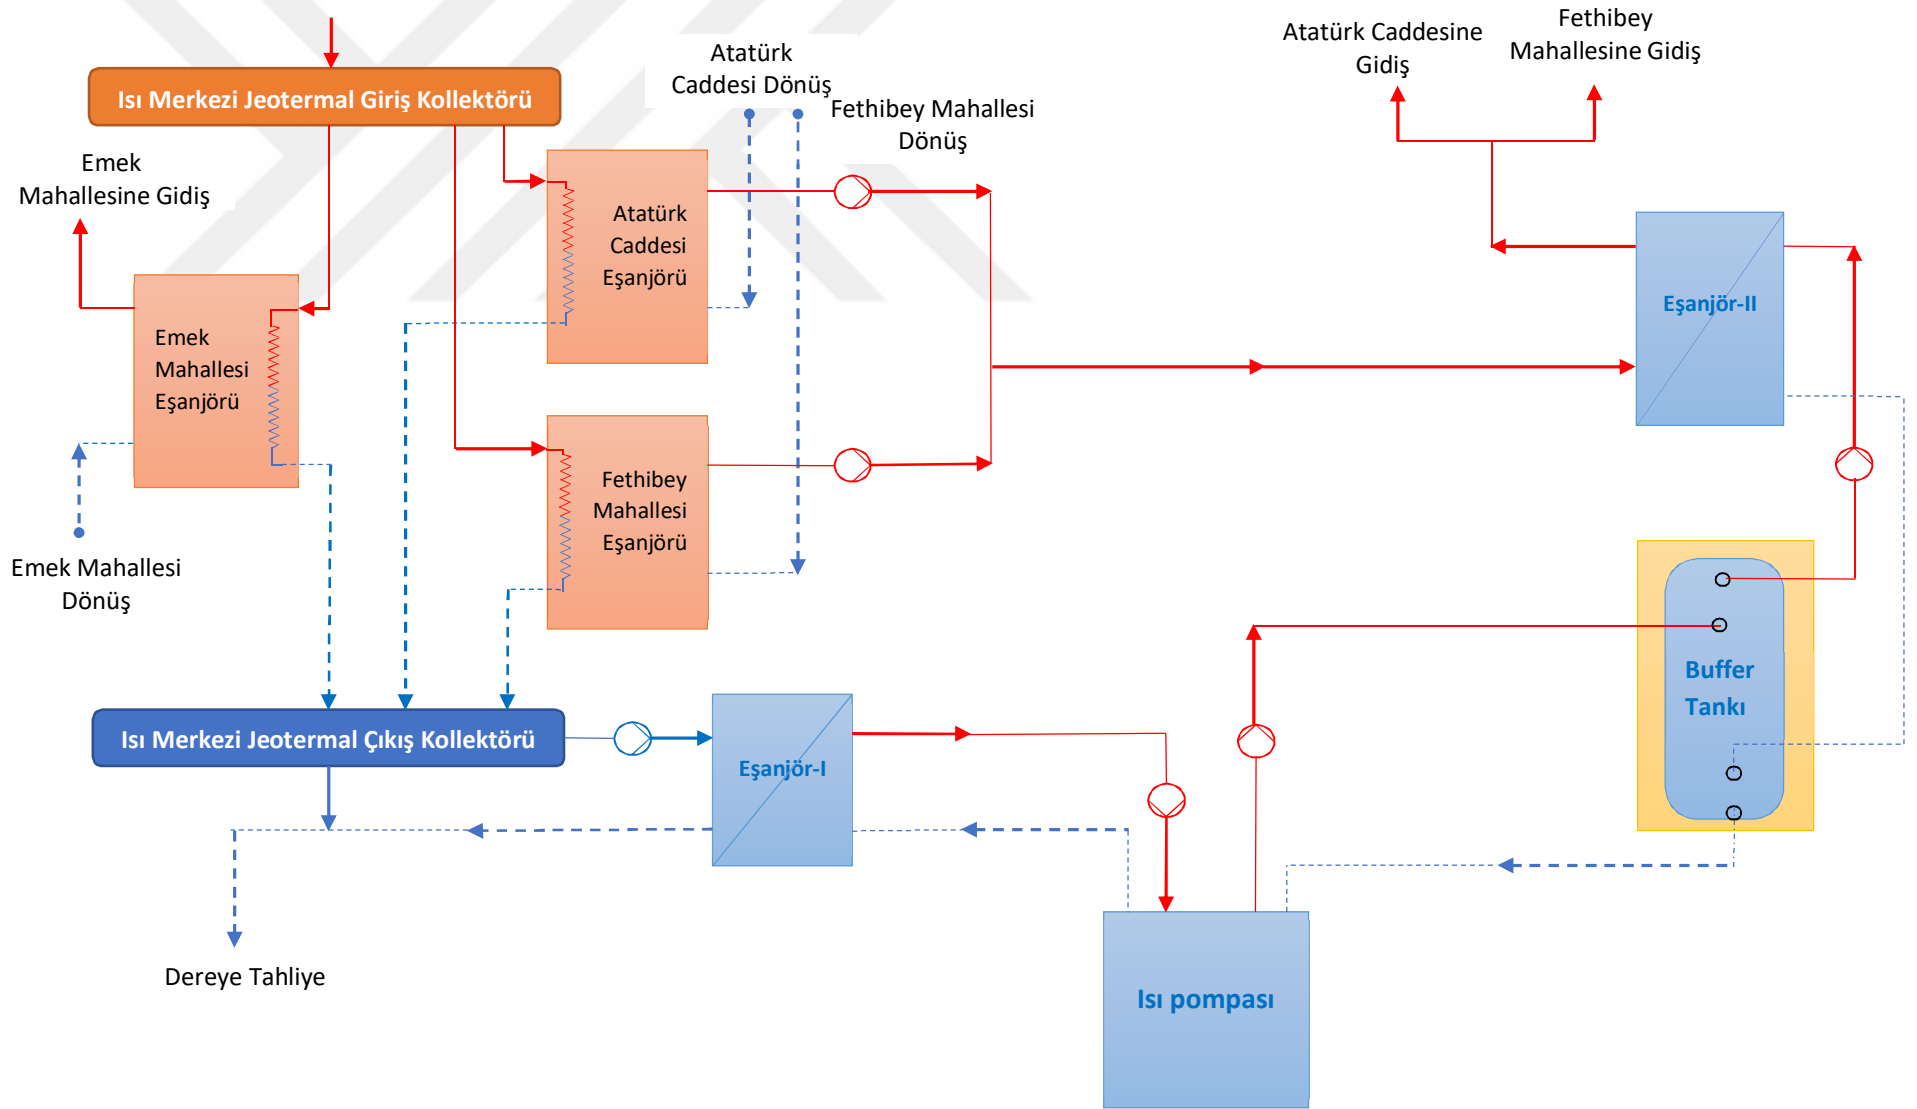 Isı Merkezi Jeotermal Giriş Kollektörü
Atatürk
Caddesi Dönüş
Fethibey Mahallesi
Dönüş
Atatürk Caddesine
Gidiş
Fethibey
Mahallesine Gidiş
Emek
Mahallesine Gidiş
Atatürk
Caddesi
Eşanjörü
Emek
Mahallesi
Eşanjörü
Eşanjör-II
Fethibey
Mahallesi
Eşanjörü
Emek Mahallesi
Dönüş
Buffer
Tankı
Isı Merkezi Jeotermal Çıkış Kollektörü
Eşanjör-I
Dereye Tahliye
Isı pompası